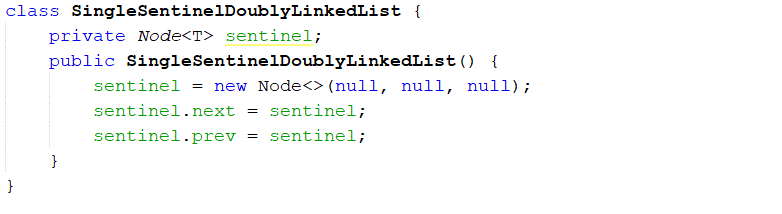 class SingleSentinelDoublyLinkedList {
    private Node<T> sentinel;
    public SingleSentinelDoublyLinkedList() {
        sentinel = new Node<>(null, null, null);
        sentinel.next = sentinel;
        sentinel.prev = sentinel;
    }
}